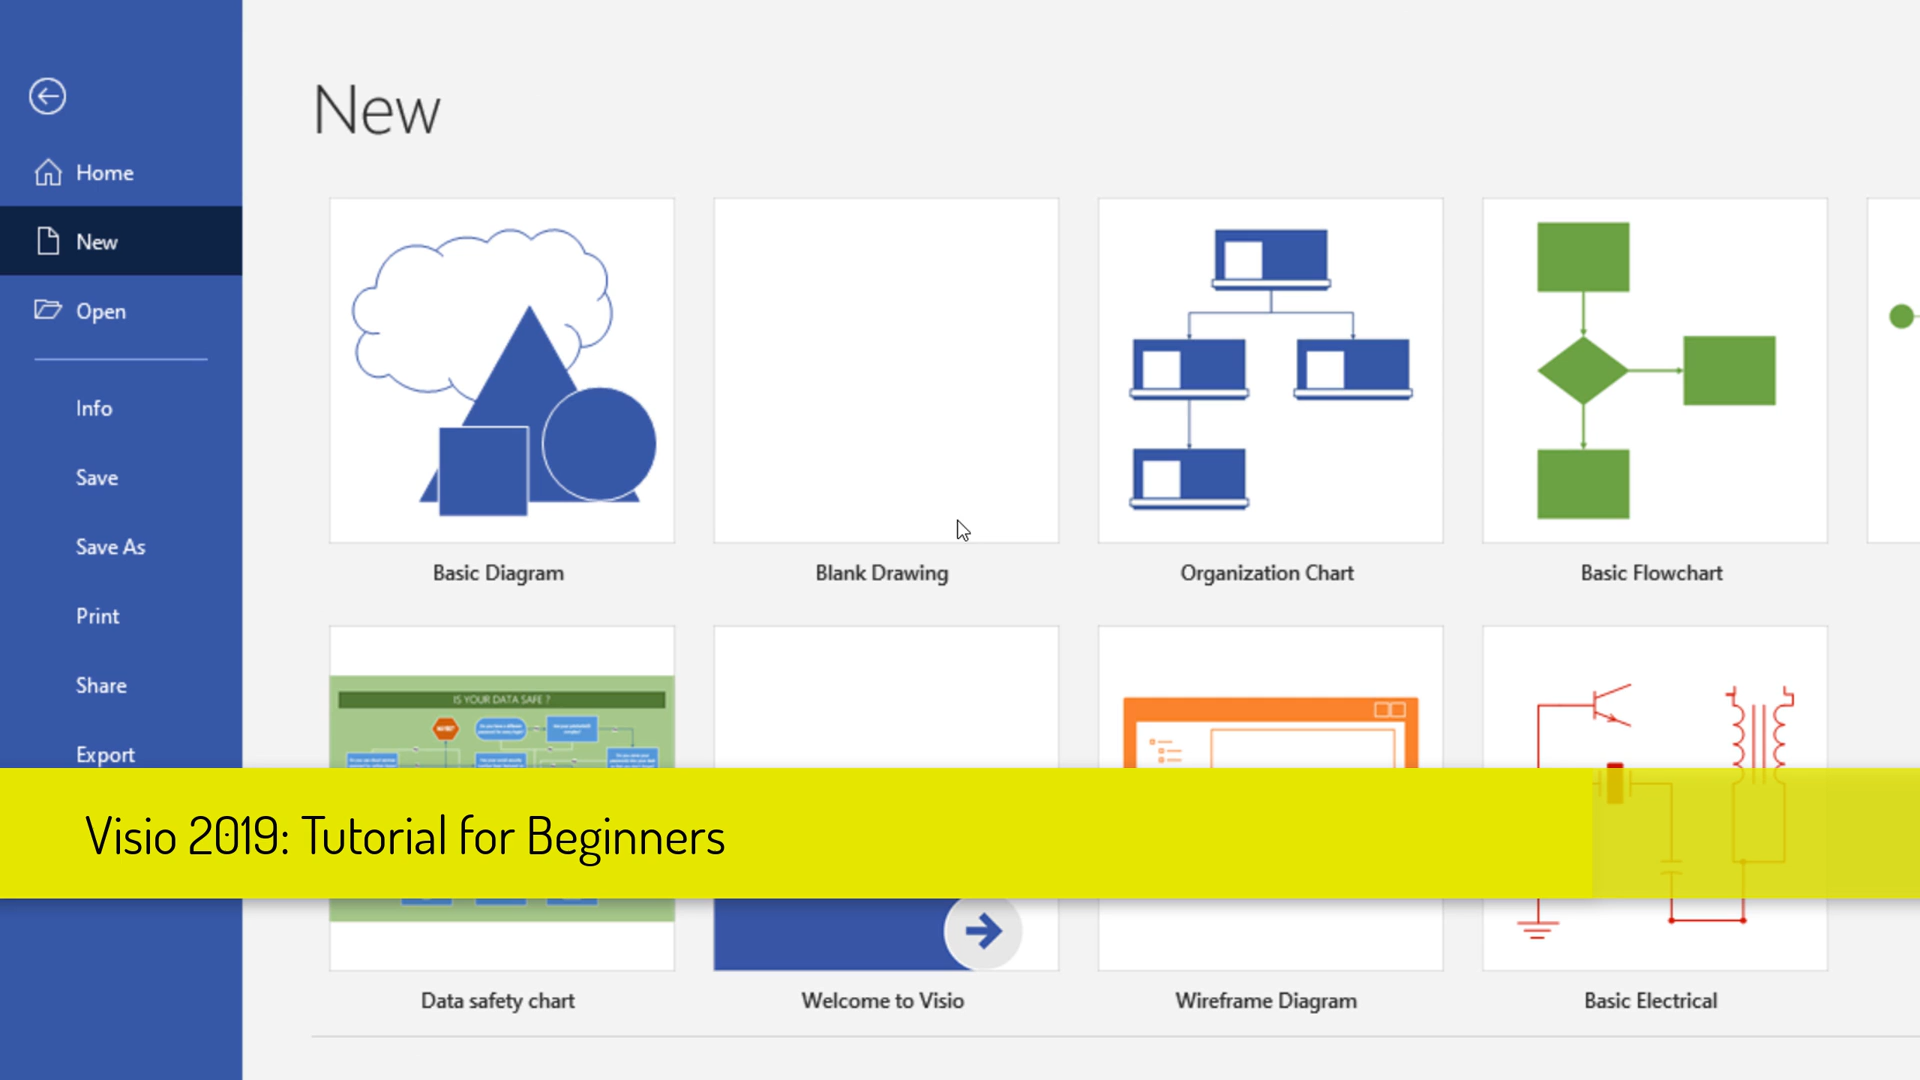 New
Home
New
Open
Info
Save
Save As
Print
Share
Export
Basic Diagram
Blank Drawing
Organization Chart
Basic Flowchart
IS YOUR DATA SAFE ?
Visio 2019: Tutorial for Beginners
Data safety chart
Welcome to Visio
Wireframe Diagram
Basic Electrical